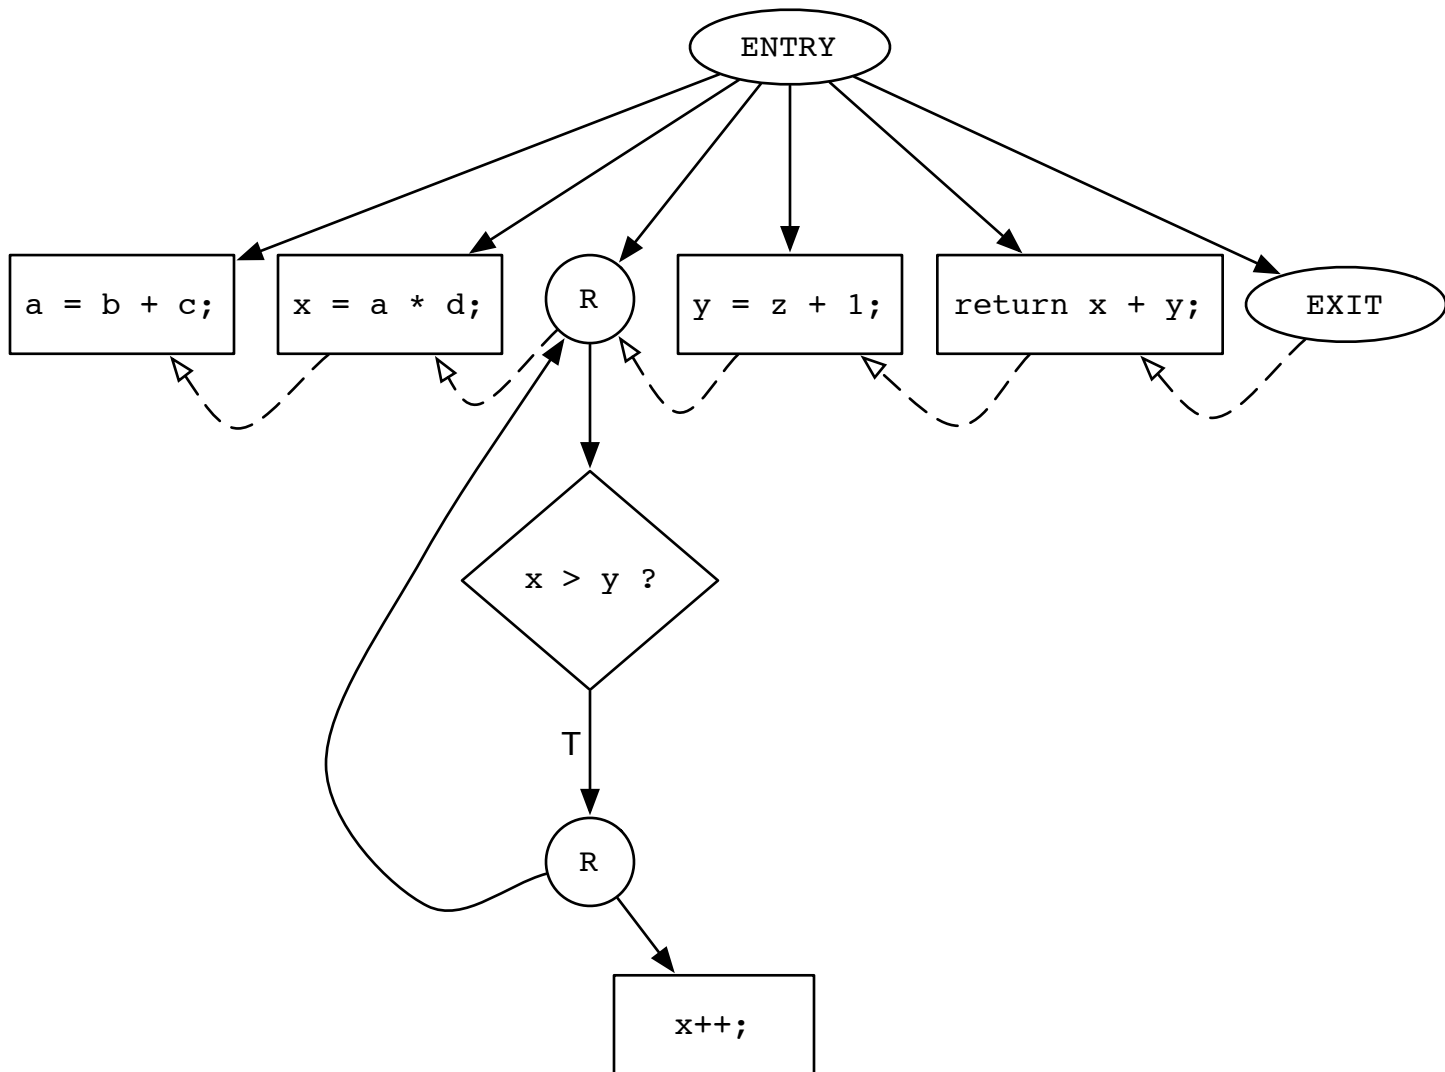 ENTRY
a = b + c;
x = a * d;
R
y = z + 1;
return x + y;
EXIT
x > y ?
T
R
x++;